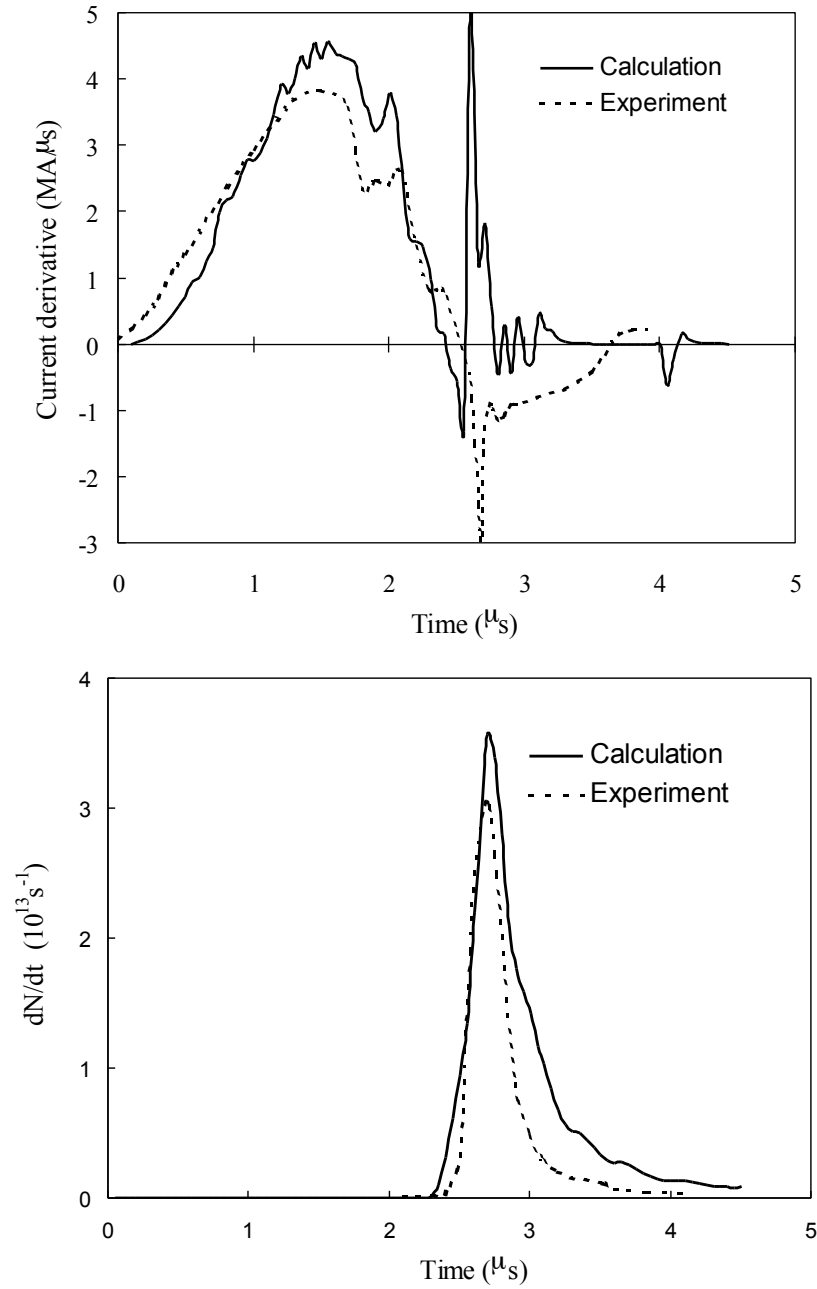 5
4
3
2
1
0
-1
-2
-3
Current derivative (MA/μs)
Calculation
Experiment
0 1 2 3 4 5
Time (μs)
4
3
2
1
0
dN/dt (10¹³s⁻¹)
Calculation
Experiment
0 1 2 3 4 5
Time (μs)